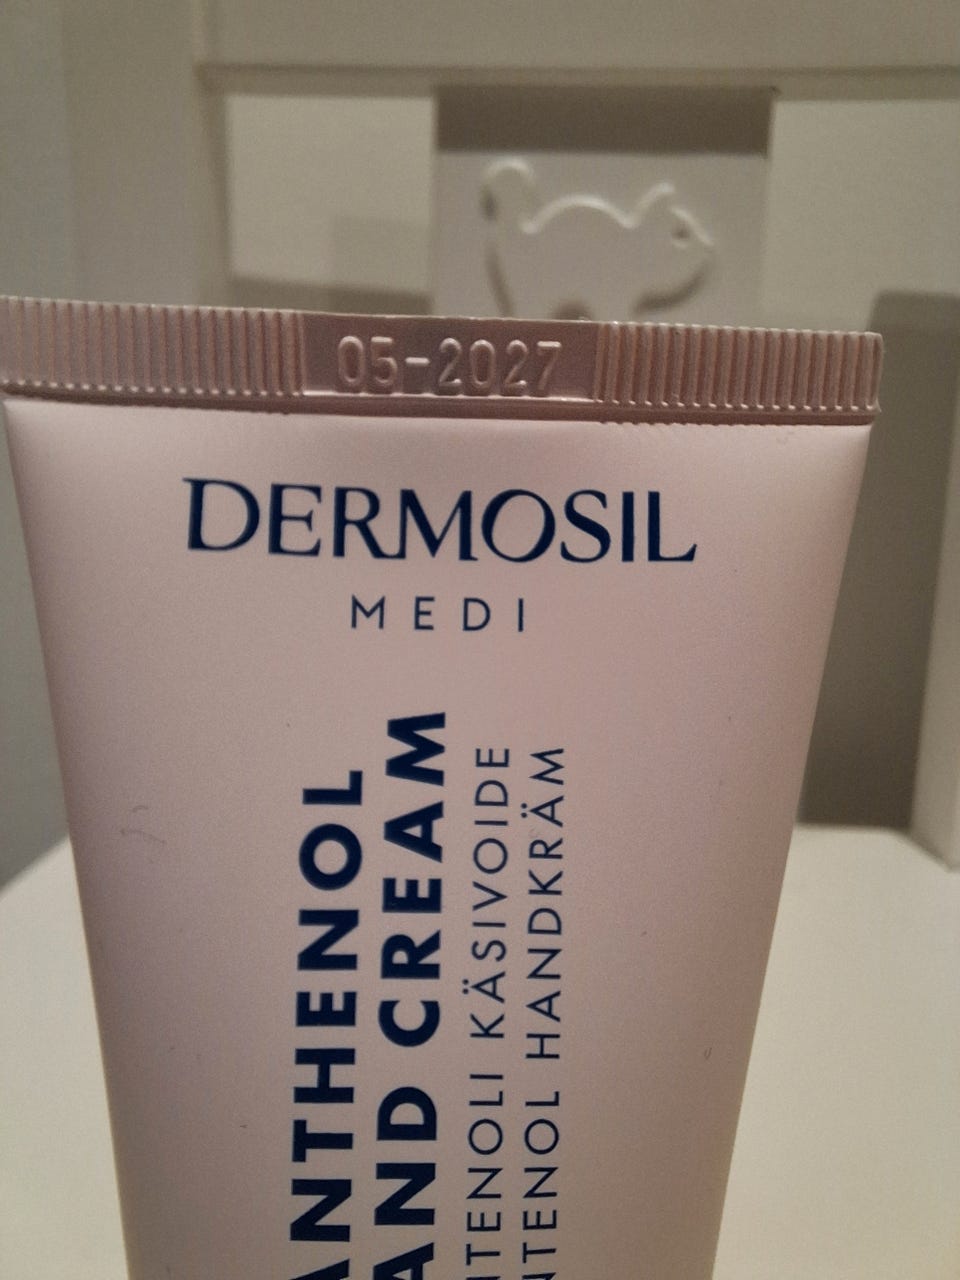 05-2027
DERMOSIL
MEDI
ANTHENOL
AND CREAM
NTENOLI KÄSIVOIDE
NTENOL HANDKRÄM